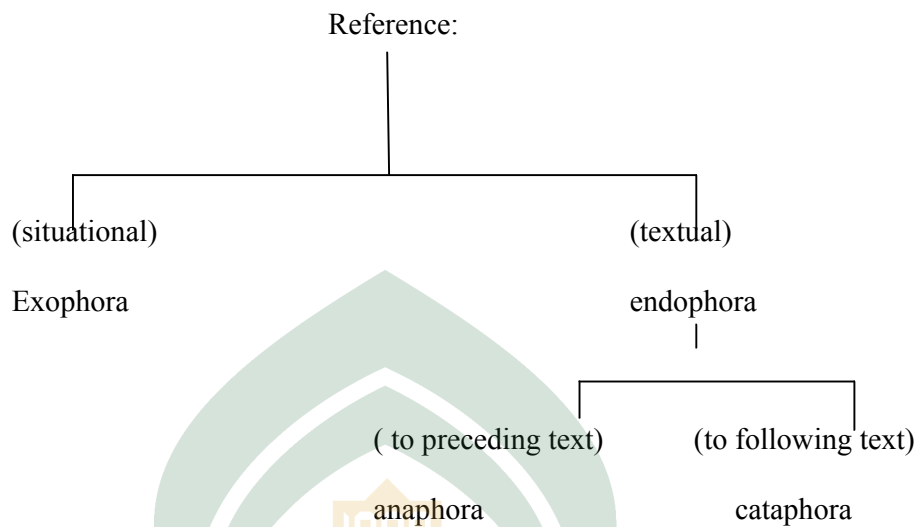 Reference:
(situational) (textual)
Exophora endophora
( to preceding text) (to following text)
anaphora cataphora